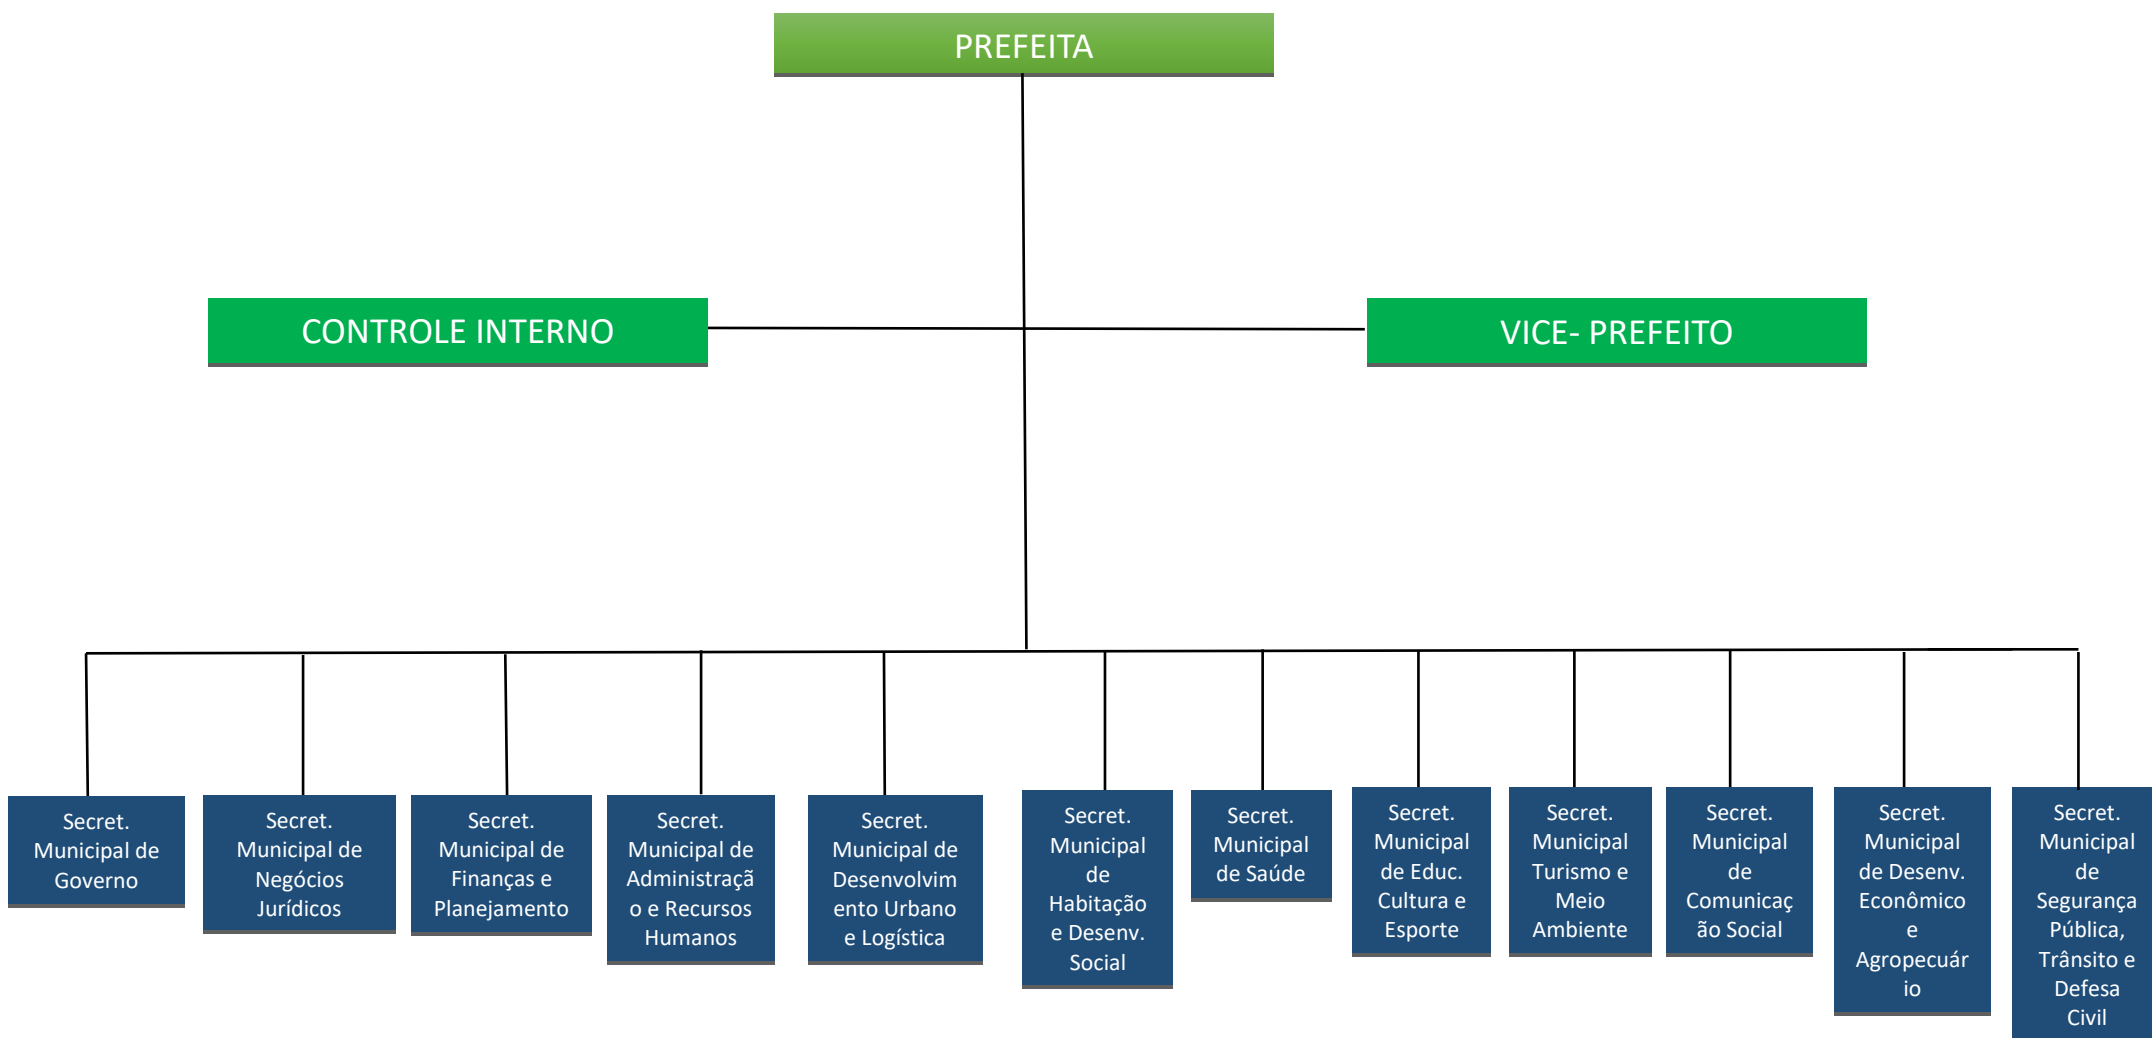 PREFEITA
CONTROLE INTERNO
VICE- PREFEITO
Secret.
Municipal de
Governo
Secret.
Municipal de
Negócios
Jurídicos
Secret.
Municipal de
Finanças e
Planejamento
Secret.
Municipal de
Administraçã
o e Recursos
Humanos
Secret.
Municipal de
Desenvolvim
ento Urbano
e Logística
Secret.
Municipal
de
Habitação
e Desenv.
Social
Secret.
Municipal
de Saúde
Secret.
Municipal
de Educ.
Cultura e
Esporte
Secret.
Municipal
Turismo e
Meio
Ambiente
Secret.
Municipal
de
Comunicaç
ão Social
Secret.
Municipal
de Desenv.
Econômico
e
Agropecuár
io
Secret.
Municipal
de
Segurança
Pública,
Trânsito e
Defesa
Civil